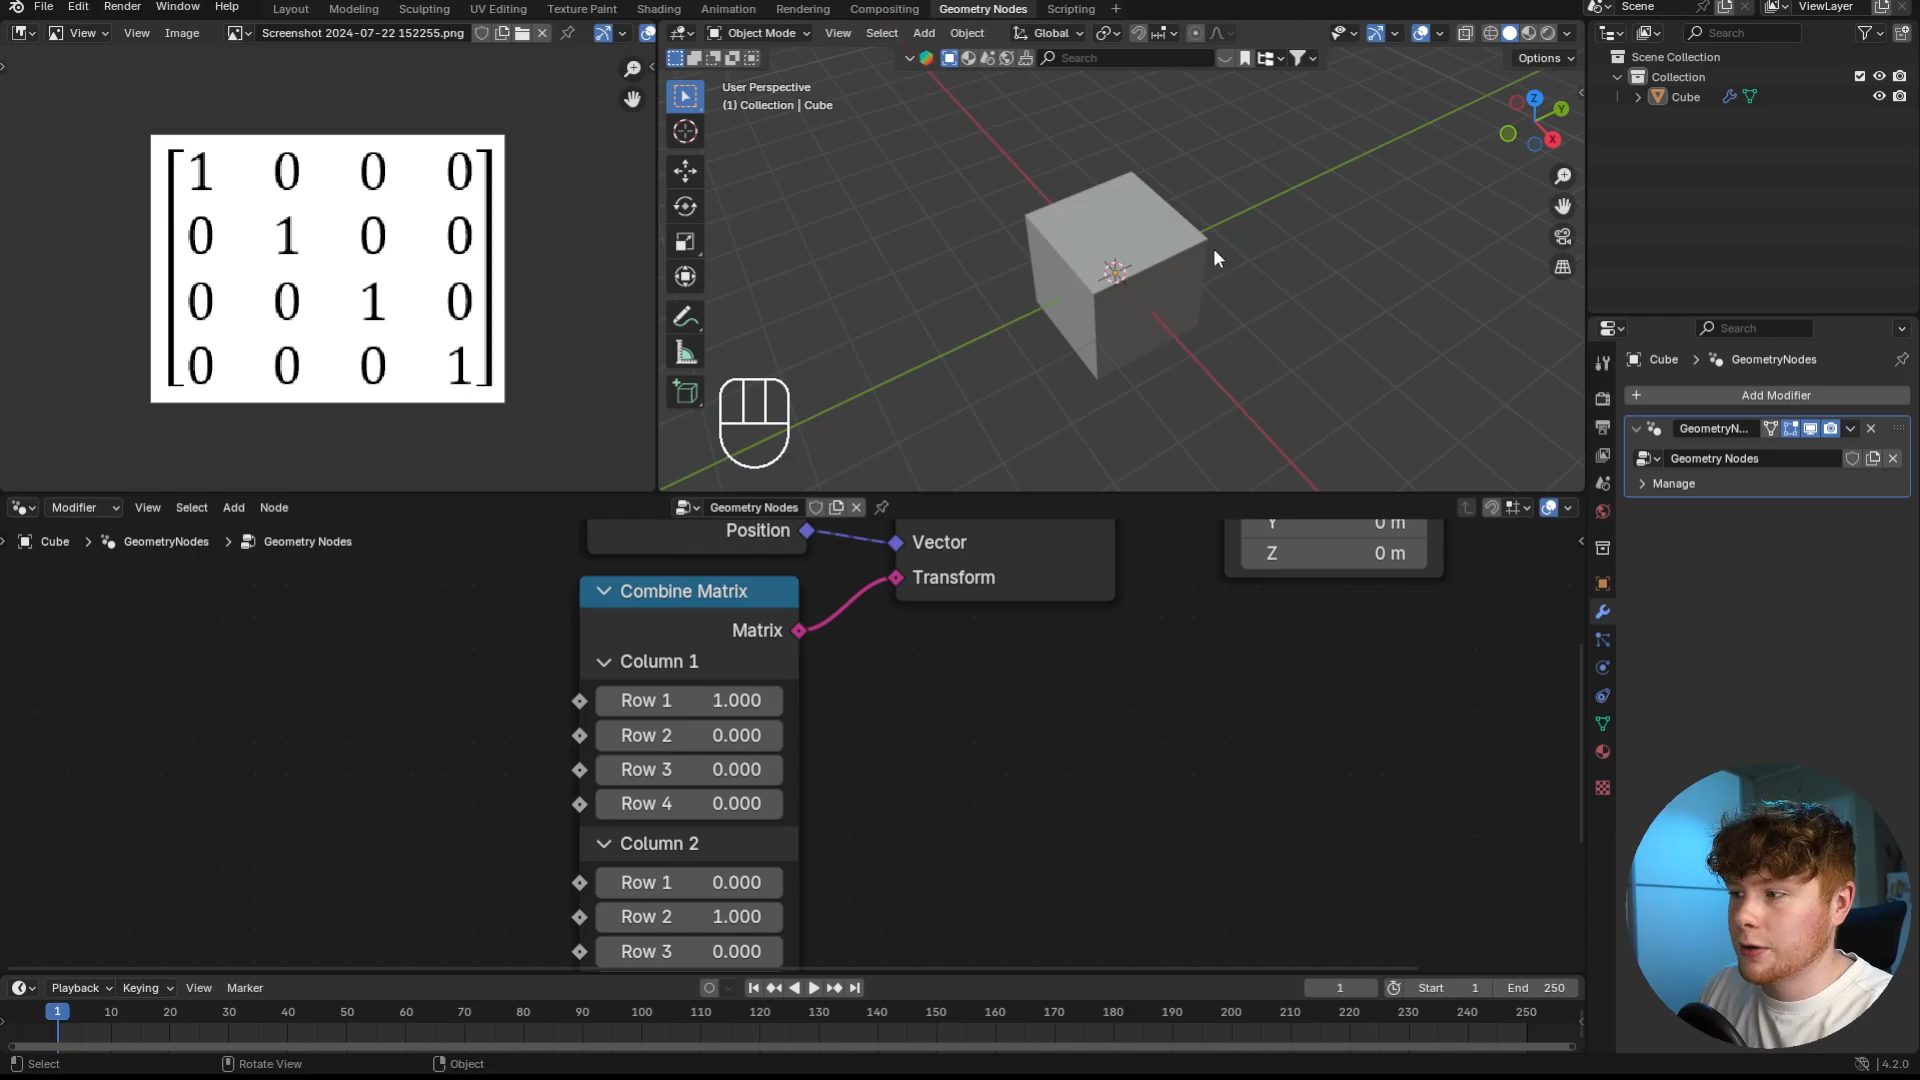 File Edit Render Window Help
Layout Modeling Sculpting UV Editing Texture Paint Shading Animation Rendering Compositing Geometry Nodes Scripting +
Scene
ViewLayer
View View Image Screenshot 2024-07-22 152255.png
Object Mode View Select Add Object Global
Search
Search
Options
User Perspective
(1) Collection | Cube
Z
Y
X
1 0 0 0
0 1 0 0
0 0 1 0
0 0 0 1
Scene Collection
Collection
Cube
Search
Cube > GeometryNodes
+ Add Modifier
GeometryN...
Geometry Nodes
Manage
Modifier View Select Add Node
Geometry Nodes
Cube > GeometryNodes > Geometry Nodes
Position
Vector
Transform
Y 0 m
Z 0 m
Combine Matrix
Matrix
Column 1
Row 1 1.000
Row 2 0.000
Row 3 0.000
Row 4 0.000
Column 2
Row 1 0.000
Row 2 1.000
Row 3 0.000
Playback Keying View Marker
1
Start 1
End 250
1 10 20 30 40 50 60 70 80 90 100 110 120 130 140 150 160 170 180 190 200 210 220 230 240 250
Select
Rotate View
Object
4.2.0